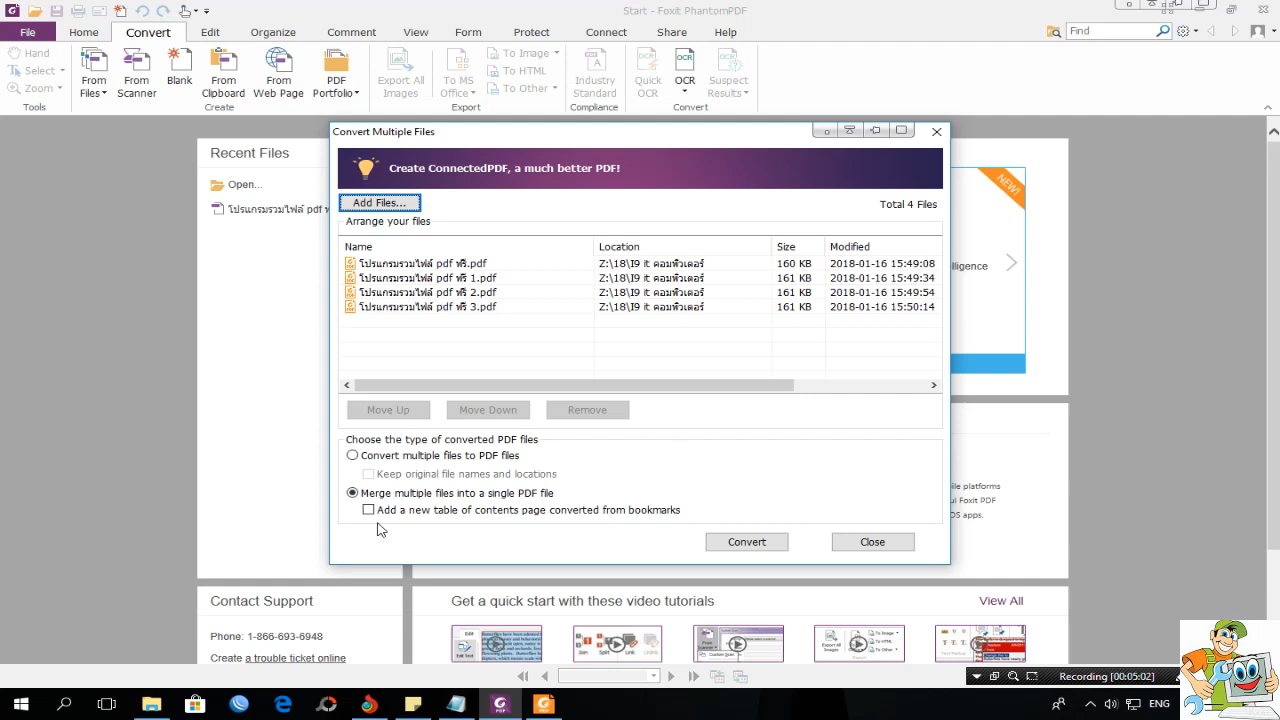 Start - Foxit PhantomPDF
File Home Convert Edit Organize Comment View Form Protect Connect Share Help Find
Hand
Select
Zoom
Tools
From Files
From Scanner
Blank
From Clipboard
From Web Page
PDF Portfolio
Create
Export All Images
To MS Office
To Image
To HTML
To Other
Export
Industry Standard
Compliance
Quick OCR
OCR
Suspect Results
Convert
Recent Files
Open...
โปรแกรมรวมไฟล์ pdf ฟ
NEW!
lligence
Convert Multiple Files
Create ConnectedPDF, a much better PDF!
Add Files...
Total 4 Files
Arrange your files
Name Location Size Modified
โปรแกรมรวมไฟล์ pdf ฟรี.pdf Z:\18\I9 it คอมพิวเตอร์ 160 KB 2018-01-16 15:49:08
โปรแกรมรวมไฟล์ pdf ฟรี 1.pdf Z:\18\I9 it คอมพิวเตอร์ 161 KB 2018-01-16 15:49:34
โปรแกรมรวมไฟล์ pdf ฟรี 2.pdf Z:\18\I9 it คอมพิวเตอร์ 161 KB 2018-01-16 15:49:54
โปรแกรมรวมไฟล์ pdf ฟรี 3.pdf Z:\18\I9 it คอมพิวเตอร์ 161 KB 2018-01-16 15:50:14
Move Up Move Down Remove
Choose the type of converted PDF files
Convert multiple files to PDF files
Keep original file names and locations
Merge multiple files into a single PDF file
Add a new table of contents page converted from bookmarks
Convert Close
bile platforms
ul Foxit PDF
OS apps.
Contact Support
Phone: 1-866-693-6948
Create a troubleshooting online
Get a quick start with these video tutorials
View All
Recording [00:05:02]
ENG